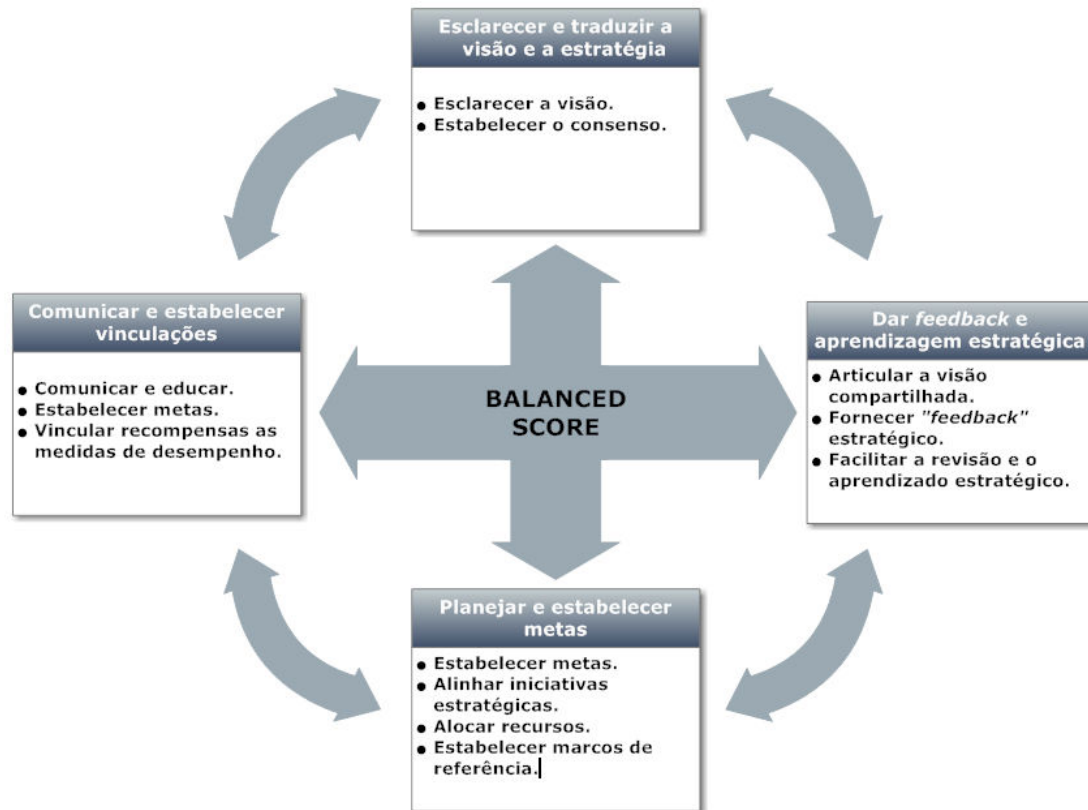 Esclarecer e traduzir a
visão e a estratégia
• Esclarecer a visão.
• Estabelecer o consenso.
Comunicar e estabelecer
vinculações
• Comunicar e educar.
• Estabelecer metas.
• Vincular recompensas as
medidas de desempenho.
BALANCED
SCORE
Dar feedback e
aprendizagem estratégica
• Articular a visão
compartilhada.
• Fornecer "feedback"
estratégico.
• Facilitar a revisão e o
aprendizado estratégico.
Planejar e estabelecer
metas
• Estabelecer metas.
• Alinhar iniciativas
estratégicas.
• Alocar recursos.
• Estabelecer marcos de
referência.